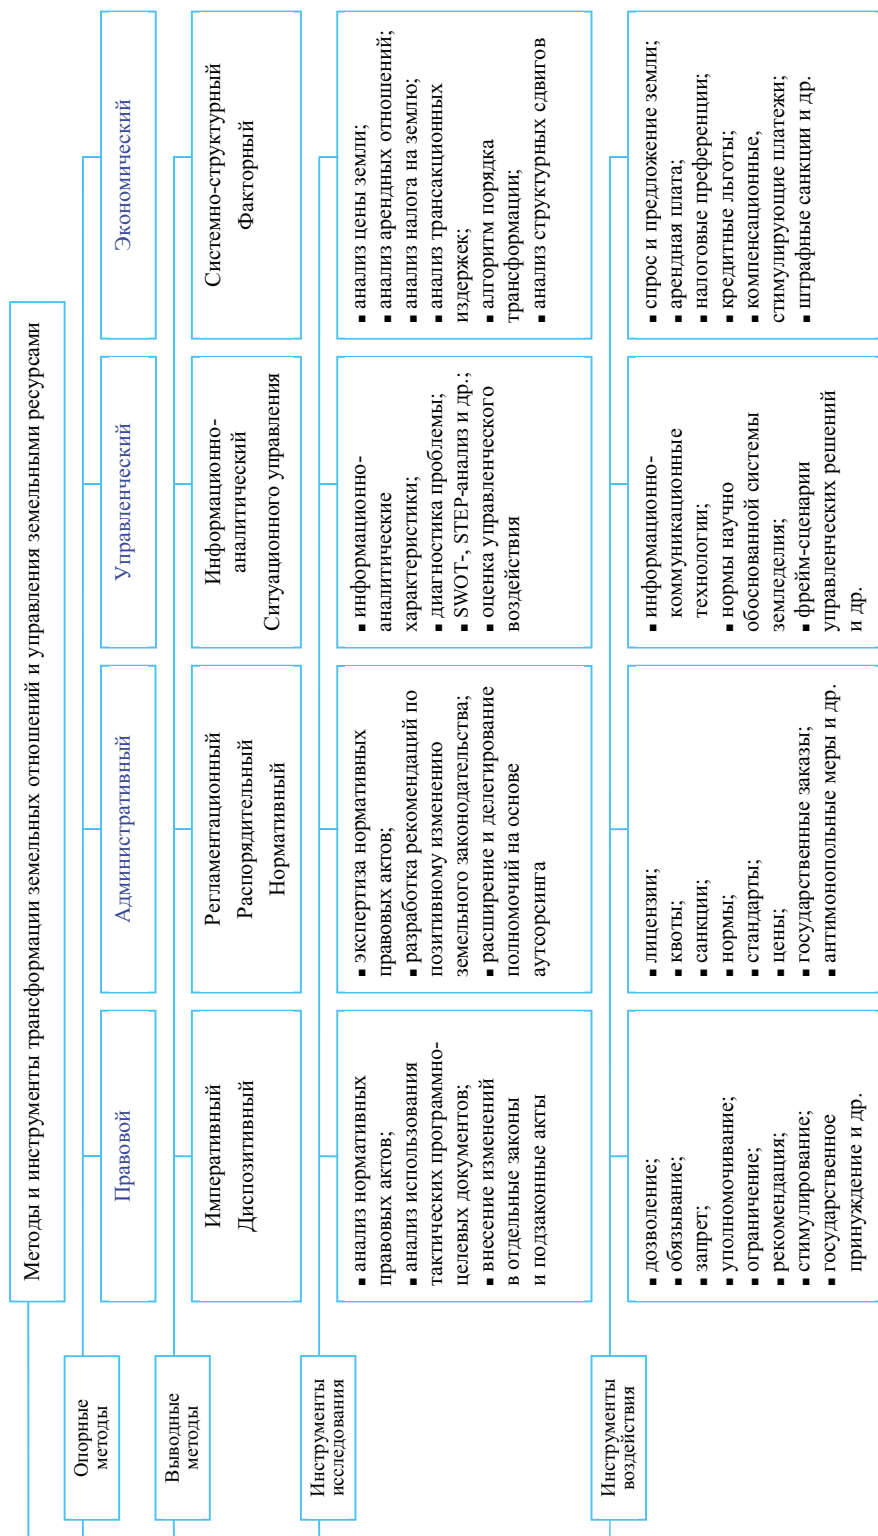 Методы и инструменты трансформации земельных отношений и управления земельными ресурсами
Опорные
методы
Правовой
Административный
Управленческий
Экономический
Выводные
методы
Императивный
Диспозитивный
Регламентационный
Распорядительный
Нормативный
Информационно-
аналитический
Ситуационного управления
Системно-структурный
Факторный
Инструменты
исследования
▪ анализ нормативных
правовых актов;
▪ анализ использования
тактических программно-
целевых документов;
▪ внесение изменений
в отдельные законы
и подзаконные акты
▪ экспертиза нормативных
правовых актов;
▪ разработка рекомендаций по
позитивному изменению
земельного законодательства;
▪ расширение и делегирование
полномочий на основе
аутсорсинга
▪ информационно-
аналитические
характеристики;
▪ диагностика проблемы;
▪ SWOT-, STEP-анализ и др.;
▪ оценка управленческого
воздействия
▪ анализ цены земли;
▪ анализ арендных отношений;
▪ анализ налога на землю;
▪ анализ трансакционных
издержек;
▪ алгоритм порядка
трансформации;
▪ анализ структурных сдвигов
Инструменты
воздействия
▪ дозволение;
▪ обязывание;
▪ запрет;
▪ уполномочивание;
▪ ограничение;
▪ рекомендация;
▪ стимулирование;
▪ государственное
принуждение и др.
▪ лицензии;
▪ квоты;
▪ санкции;
▪ нормы;
▪ стандарты;
▪ цены;
▪ государственные заказы;
▪ антимонопольные меры и др.
▪ информационно-
коммуникационные
технологии;
▪ нормы научно
обоснованной системы
земледелия;
▪ фрейм-сценарии
управленческих решений
и др.
▪ спрос и предложение земли;
▪ арендная плата;
▪ налоговые преференции;
▪ кредитные льготы;
▪ компенсационные,
стимулирующие платежи;
▪ штрафные санкции и др.